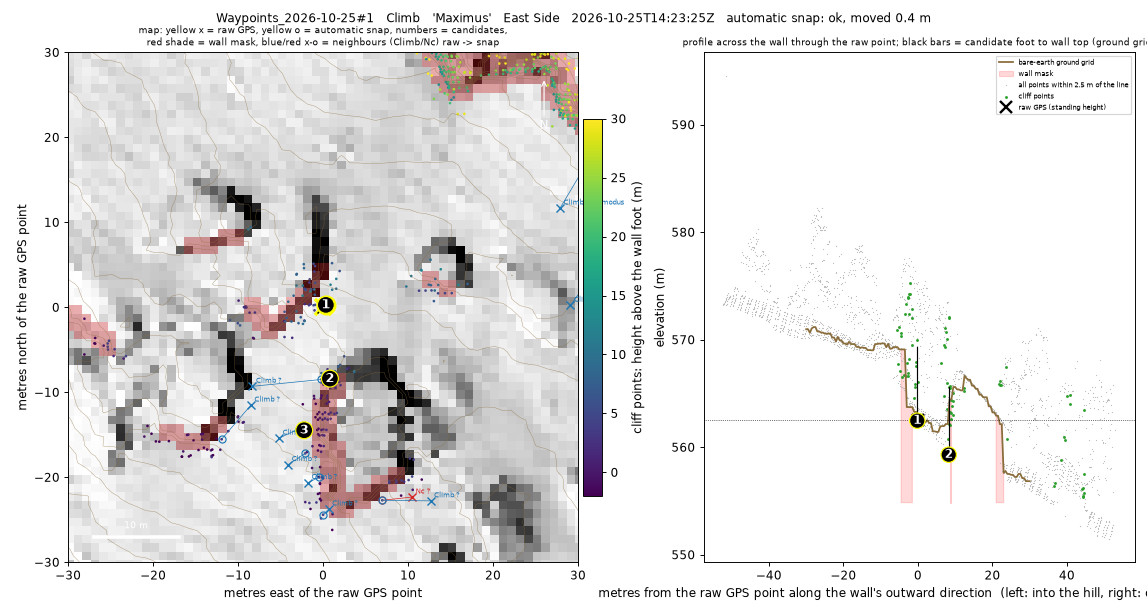 Waypoints_2026-10-25#1 Climb 'Maximus' East Side 2026-10-25T14:23:25Z automatic snap: ok, moved 0.4 m
map: yellow x = raw GPS, yellow o = automatic snap, numbers = candidates,
red shade = wall mask, blue/red x-o = neighbours (Climb/Nc) raw -> snap
profile across the wall through the raw point; black bars = candidate foot to wall top (ground gri
metres north of the raw GPS point
30
20
10
0
−10
−20
−30
−30
−20
−10
0
10
20
30
metres east of the raw GPS point
1
2
3
Climb ?
Climb ?
Climb ?
Climb ?
Climb ?
Nc ?
10 m
30
25
20
15
10
5
0
cliff points: height above the wall foot (m)
elevation (m)
590
580
570
560
550
−40
−20
0
20
40
metres from the raw GPS point along the wall's outward direction (left: into the hill, right:
bare-earth ground grid
wall mask
all points within 2.5 m of the line
cliff points
raw GPS (standing height)
1
2